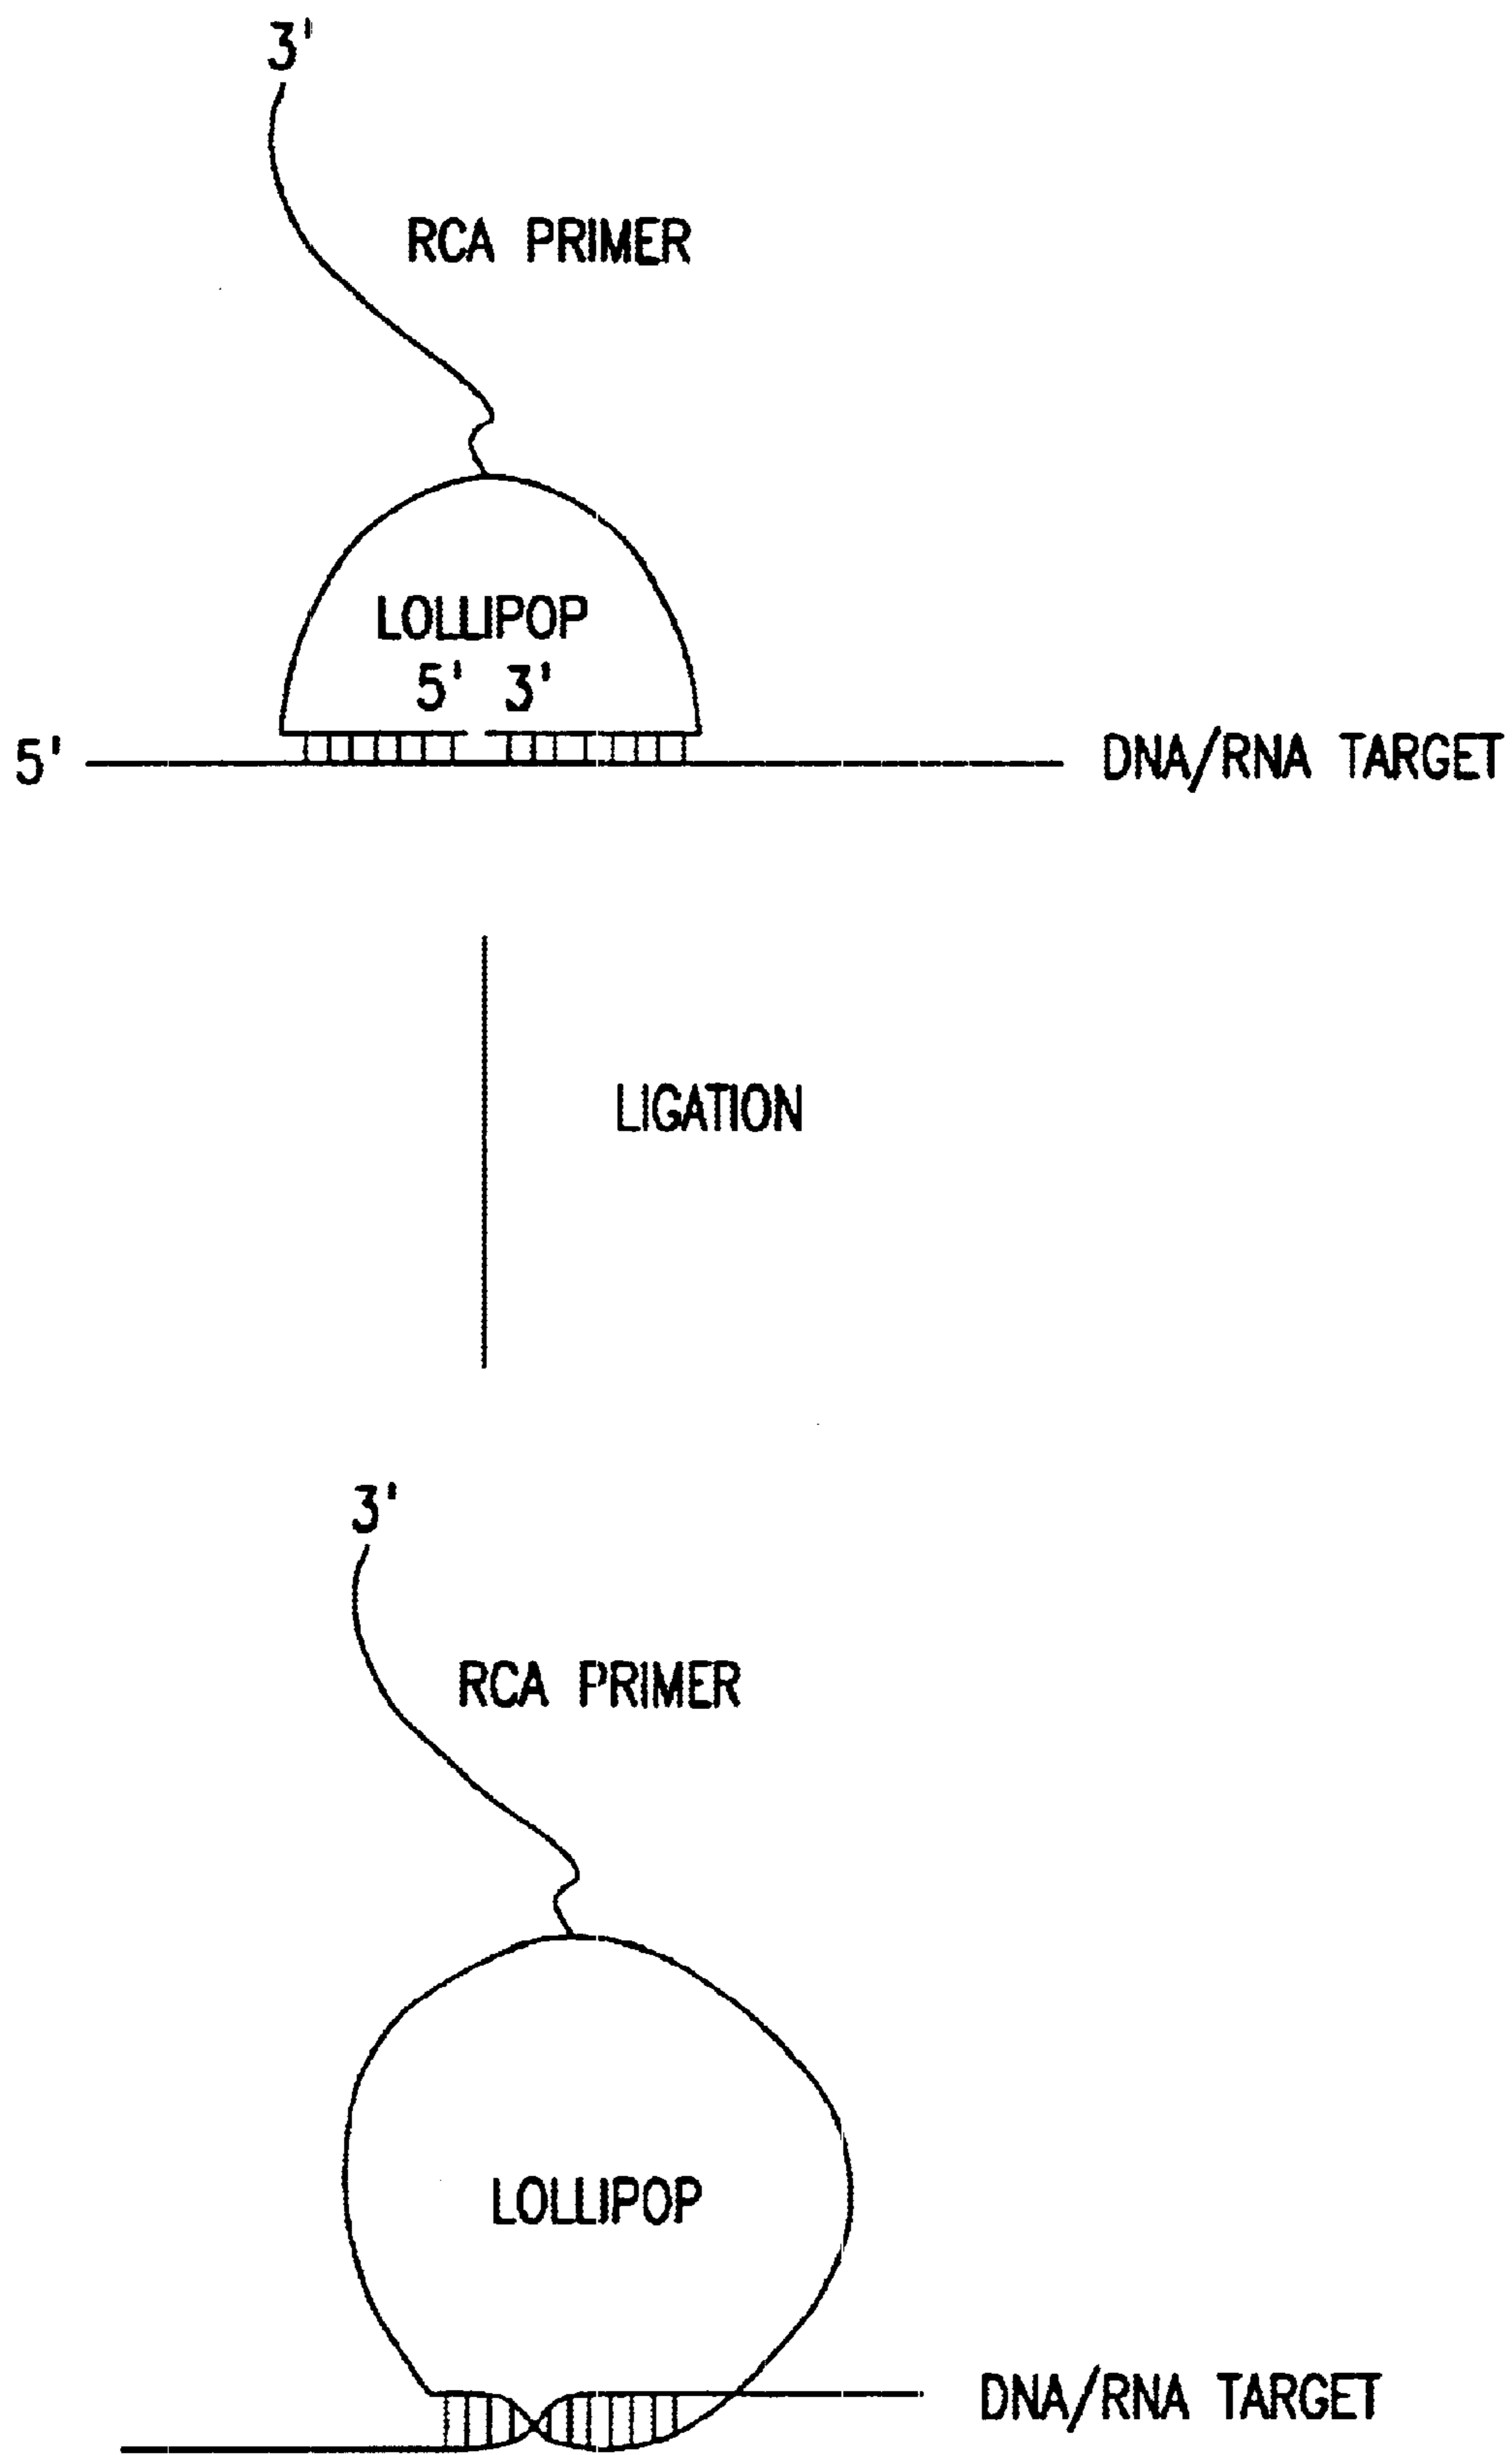 3'
RCA PRIMER
LOLLIPOP
5' 3'
5'
DNA/RNA TARGET
LIGATION
3'
RCA PRIMER
LOLLIPOP
DNA/RNA TARGET